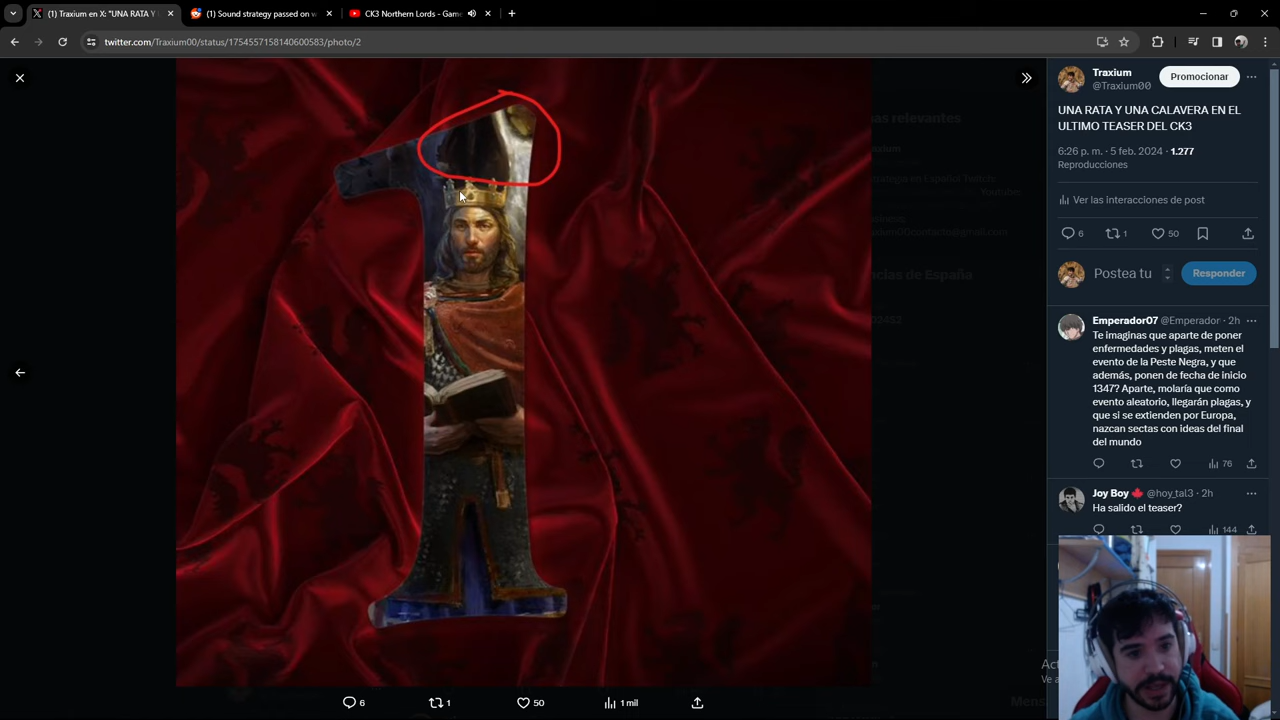 (1) Traxium en X: "UNA RATA Y U
(1) Sound strategy passed on w
CK3 Northern Lords - Gam
twitter.com/Traxium00/status/1754557158140600583/photo/2
Traxium
@Traxium00
Promocionar
UNA RATA Y UNA CALAVERA EN EL
ULTIMO TEASER DEL CK3
6:26 p. m. · 5 feb. 2024 · 1.277
Reproducciones
Ver las interacciones de post
6
1
50
Postea tu
Responder
Emperador07 @Emperador · 2h
Te imaginas que aparte de poner
enfermedades y plagas, meten el
evento de la Peste Negra, y que
además, ponen de fecha de inicio
1347? Aparte, molaría que como
evento aleatorio, llegarán plagas, y
que si se extienden por Europa,
nazcan sectas con ideas del final
del mundo
76
Joy Boy @hoy_tal3 · 2h
Ha salido el teaser?
144
nas relevantes
ncias de España
6
1
50
1 mil